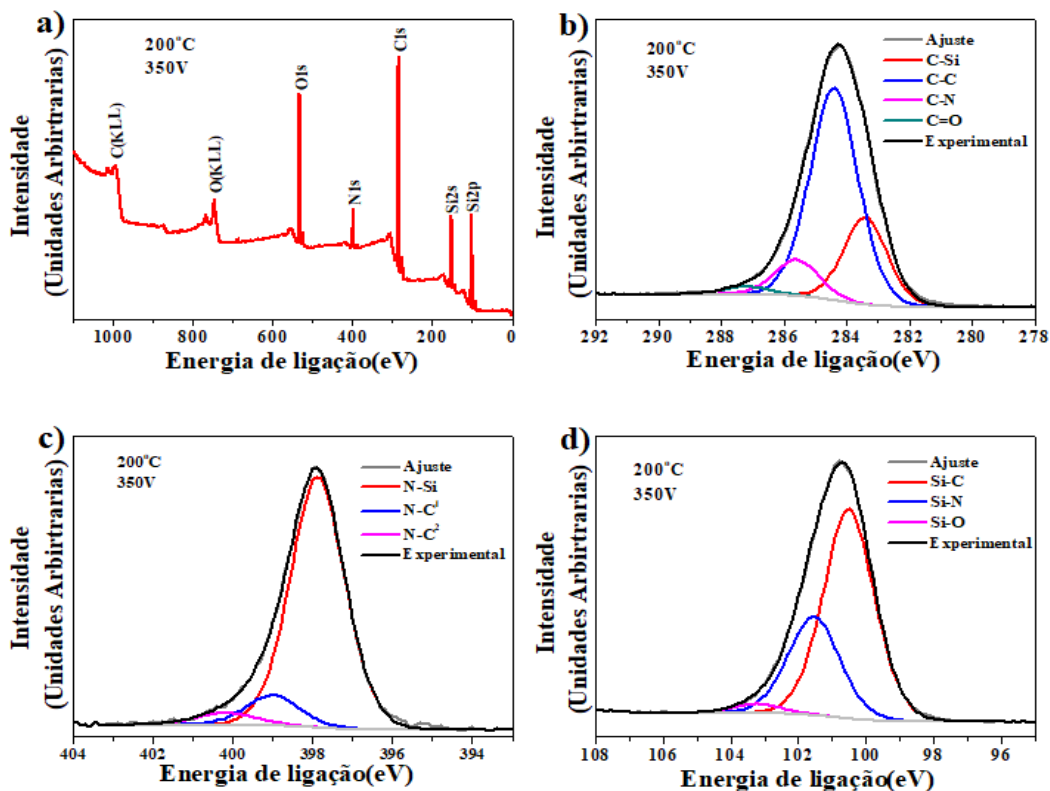 a)
200°C
350V
C(KLL)
O(KLL)
O1s
N1s
C1s
Si2s
Si2p
Intensidade
(Unidades Arbirtrarias)
1000 800 600 400 200 0
Energia de ligação(eV)
b)
200°C
350V
Ajuste
C-Si
C-C
C-N
C=O
Experimental
Intensidade
(Unidades Arbirtrarias)
292 290 288 286 284 282 280 278
Energia de ligação(eV)
c)
200°C
350V
Ajuste
N-Si
N-C¹
N-C²
Experimental
Intensidade
(Unidades Arbirtrarias)
404 402 400 398 396 394
Energia de ligação(eV)
d)
200°C
350V
Ajuste
Si-C
Si-N
Si-O
Experimental
Intensidade
(Unidades Arbirtrarias)
108 106 104 102 100 98 96
Energia de ligação(eV)